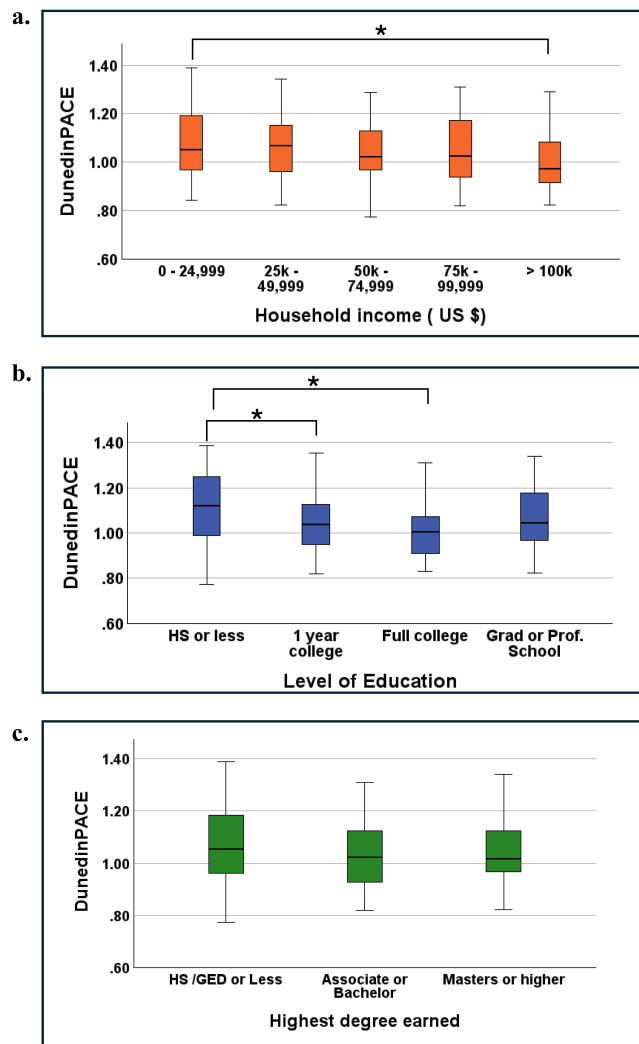 a.
*
1.40
1.20
1.00
.80
.60
DunedinPACE
0 - 24,999
25k -
49,999
50k -
74,999
75k -
99,999
> 100k
Household income ( US $)
b.
*
*
1.40
1.20
1.00
.80
.60
DunedinPACE
HS or less
1 year
college
Full college
Grad or Prof.
School
Level of Education
c.
1.40
1.20
1.00
.80
.60
DunedinPACE
HS /GED or Less
Associate or
Bachelor
Masters or higher
Highest degree earned